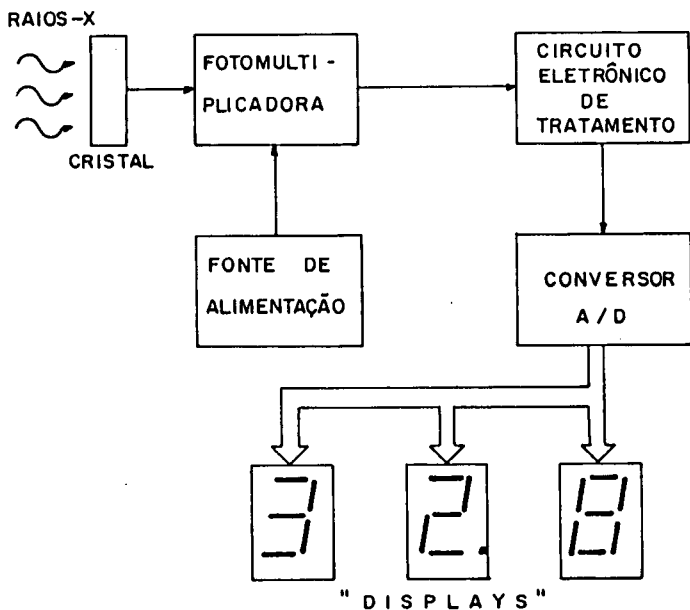 RAIOS-X
CRISTAL
FOTOMULTI-
PLICADORA
CIRCUITO
ELETRÔNICO
DE
TRATAMENTO
FONTE DE
ALIMENTAÇÃO
CONVERSOR
A/D
3 2. 8
"DISPLAYS"